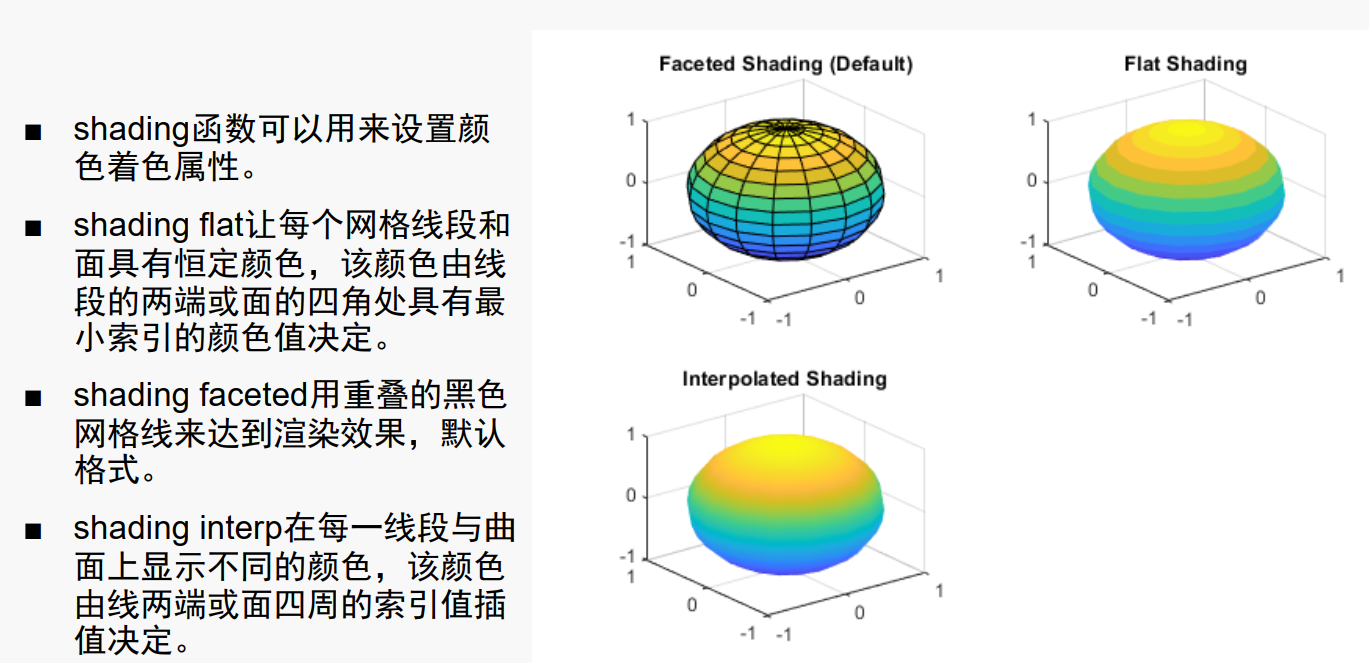 ■ shading函数可以用来设置颜
色着色属性。
■ shading flat让每个网格线段和
面具有恒定颜色，该颜色由线
段的两端或面的四角处具有最
小索引的颜色值决定。
■ shading faceted用重叠的黑色
网格线来达到渲染效果，默认
格式。
■ shading interp在每一线段与曲
面上显示不同的颜色，该颜色
由线两端或面四周的索引值插
值决定。
Faceted Shading (Default)
1
0
-1
1
0
-1
-1
0
1
Flat Shading
1
0
-1
1
0
-1
-1
0
1
Interpolated Shading
1
0
-1
1
0
-1
-1
0
1